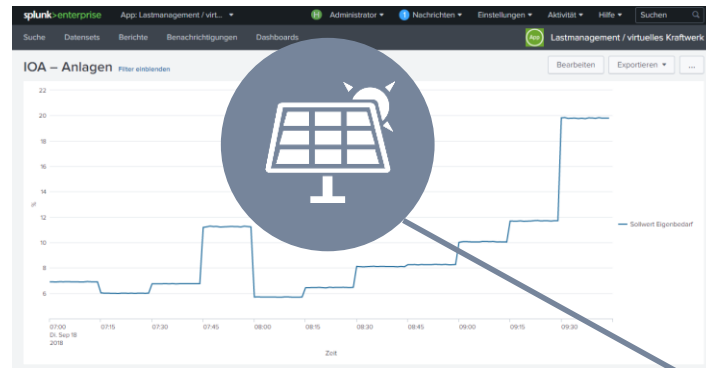 splunk>enterprise App: Lastmanagement / virt... Administrator Nachrichten Einstellungen Aktivität Hilfe Suchen
Suche Datensets Berichte Benachrichtigungen Dashboards App Lastmanagement / virtuelles Kraftwerk
IOA – Anlagen Filter einblenden Bearbeiten Exportieren ...
22
20
18
16
14
12
10
8
6
Sollwert Eigenbedarf
07:00 07:15 07:30 07:45 08:00 08:15 08:30 08:45 09:00 09:15 09:30
Di. Sep 18
2018
Zeit